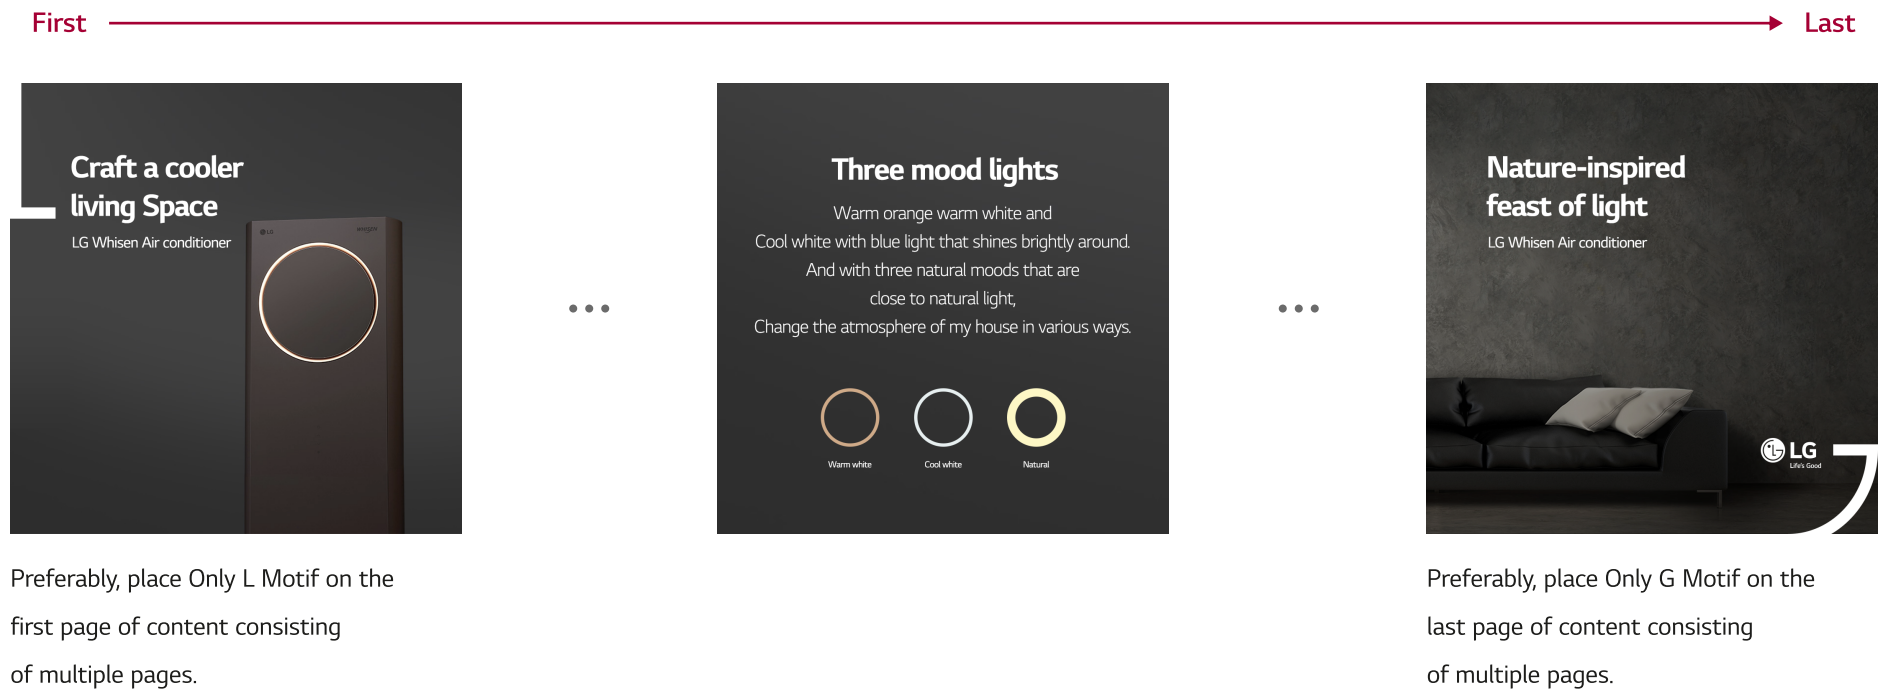 First
Last
Craft a cooler
living Space
LG Whisen Air conditioner
LG
Three mood lights
Warm orange warm white and
Cool white with blue light that shines brightly around.
And with three natural moods that are
close to natural light,
Change the atmosphere of my house in various ways.
Warm white
Cool white
Natural
Nature-inspired
feast of light
LG Whisen Air conditioner
LG
Life's Good
Preferably, place Only L Motif on the
first page of content consisting
of multiple pages.
Preferably, place Only G Motif on the
last page of content consisting
of multiple pages.